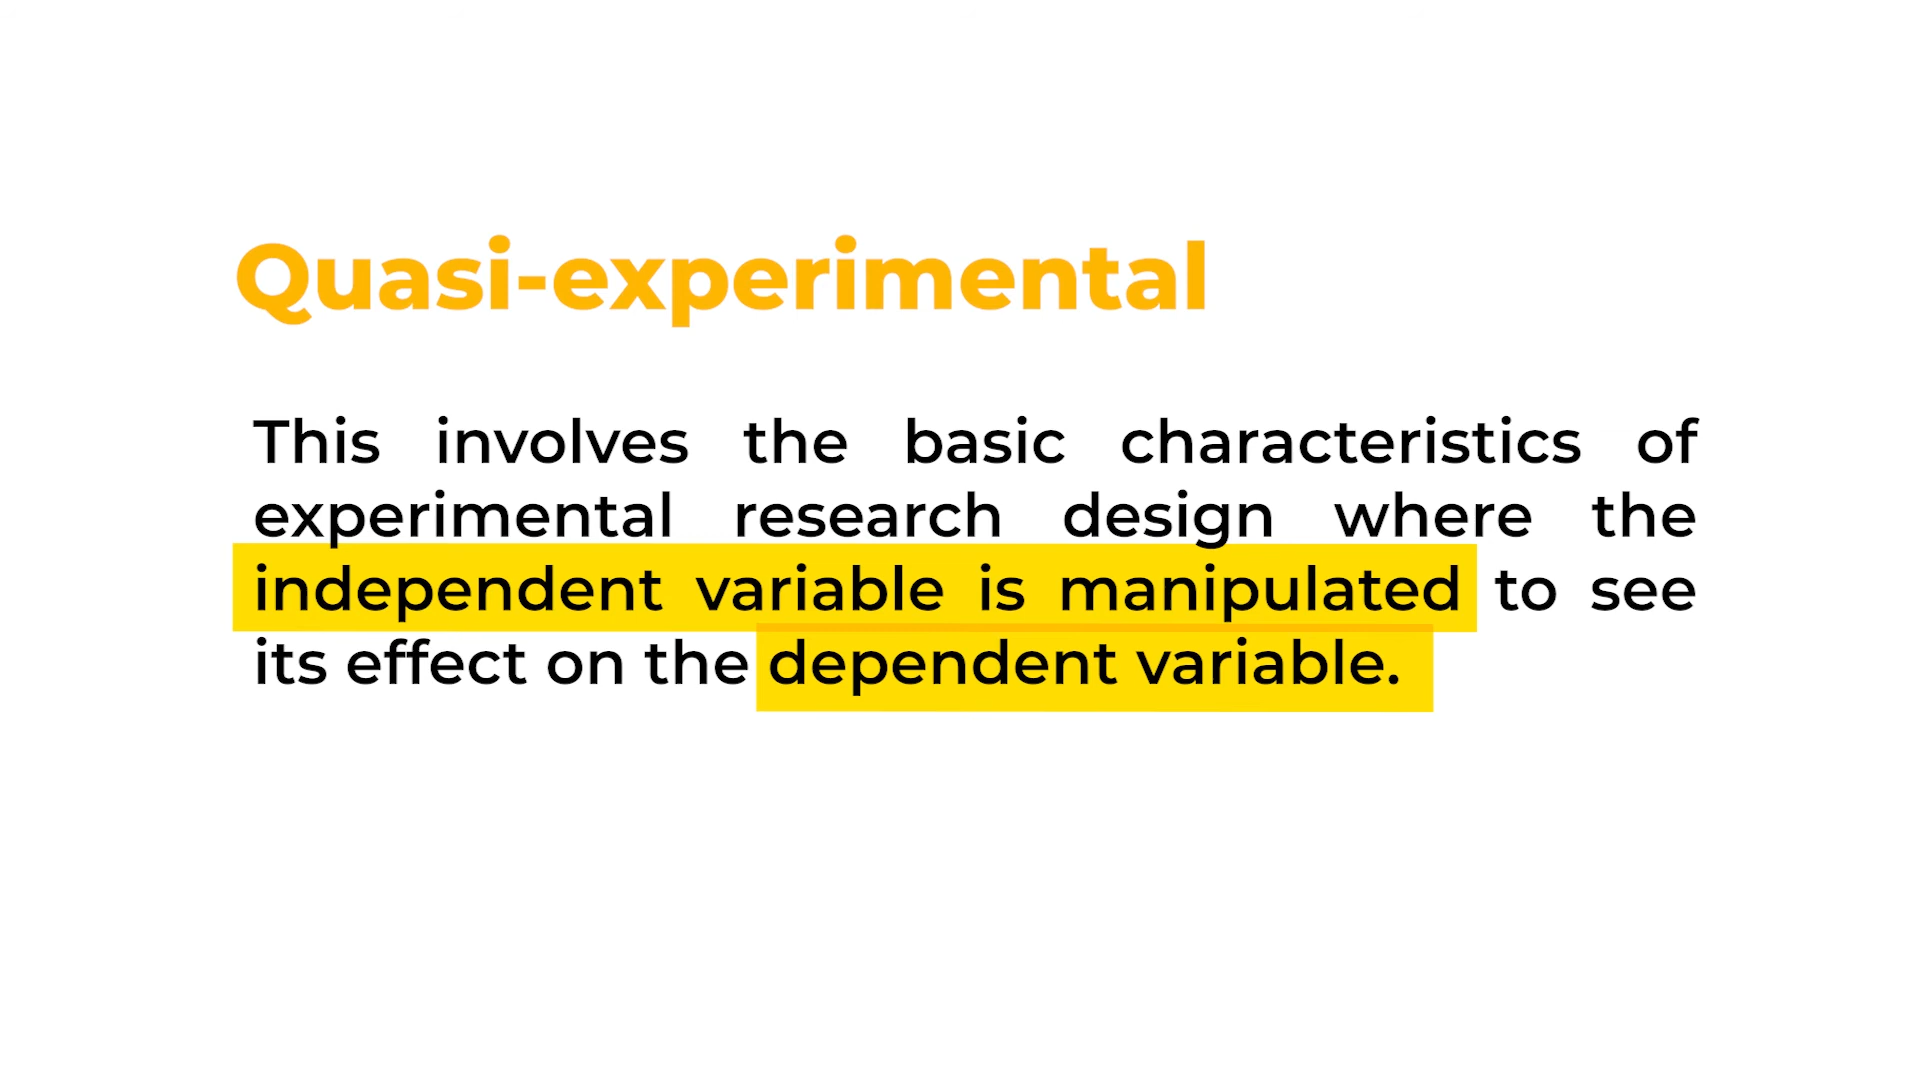 Quasi-experimental
This involves the basic characteristics of
experimental research design where the
independent variable is manipulated to see
its effect on the dependent variable.